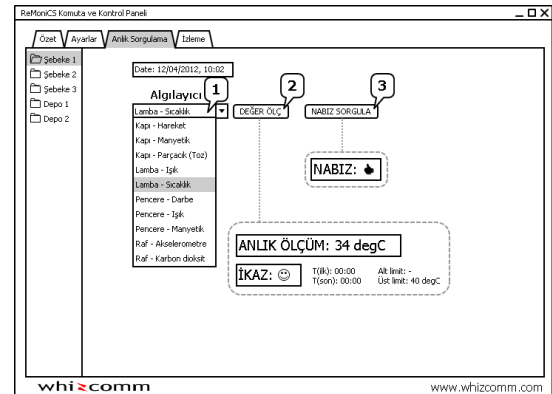 ReMoniCS Komuta ve Kontrol Paneli
Özet
Ayarlar
Anlık Sorgulama
İzleme
Şebeke 1
Şebeke 2
Şebeke 3
Depo 1
Depo 2
Date: 12/04/2012, 10:02
Algılayıcı
1
2
3
Lamba - Sıcaklık
DEĞER ÖLÇ
NABIZ SORGULA
Kapı - Hareket
Kapı - Manyetik
Kapı - Parçacık (Toz)
Lamba - Işık
Lamba - Sıcaklık
Pencere - Darbe
Pencere - Işık
Pencere - Manyetik
Raf - Akselerometre
Raf - Karbon dioksit
NABIZ:
ANLIK ÖLÇÜM: 34 degC
İKAZ:
T(ilk): 00:00
T(son): 00:00
Alt limit: -
Üst limit: 40 degC
whizcomm
www.whizcomm.com